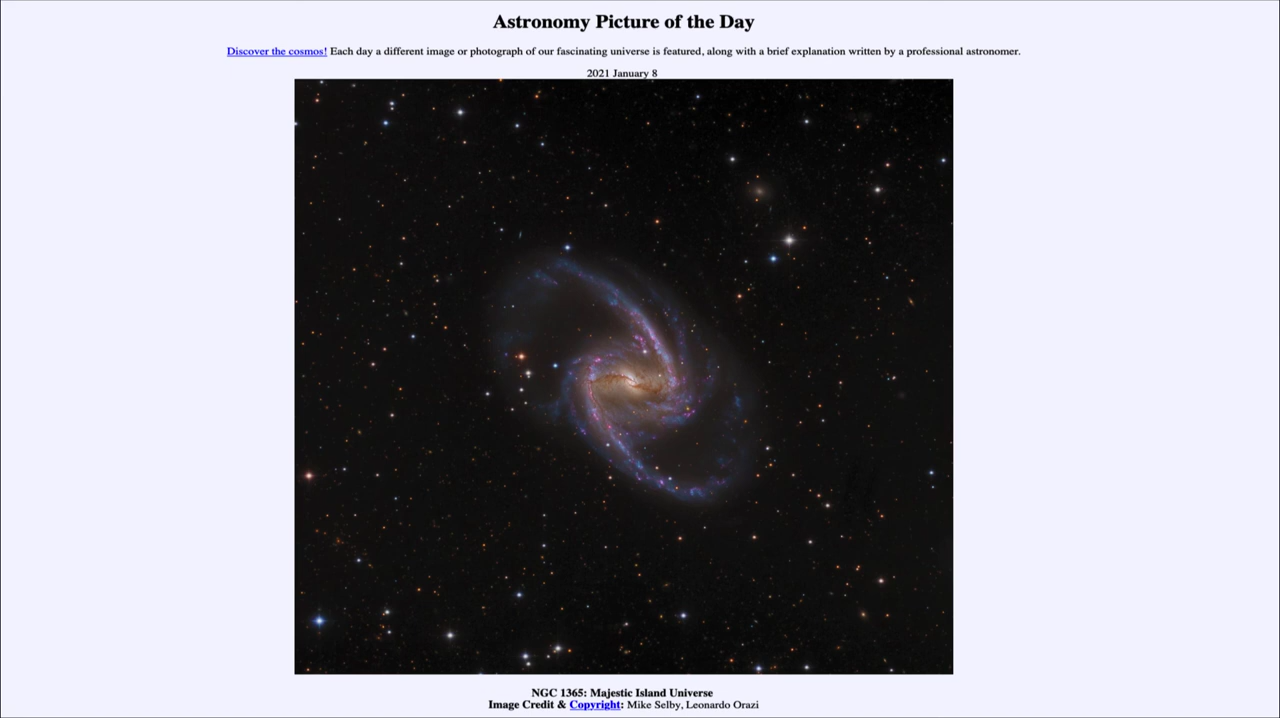 Astronomy Picture of the Day
Discover the cosmos! Each day a different image or photograph of our fascinating universe is featured, along with a brief explanation written by a professional astronomer.
2021 January 8
NGC 1365: Majestic Island Universe
Image Credit & Copyright: Mike Selby, Leonardo Orazi